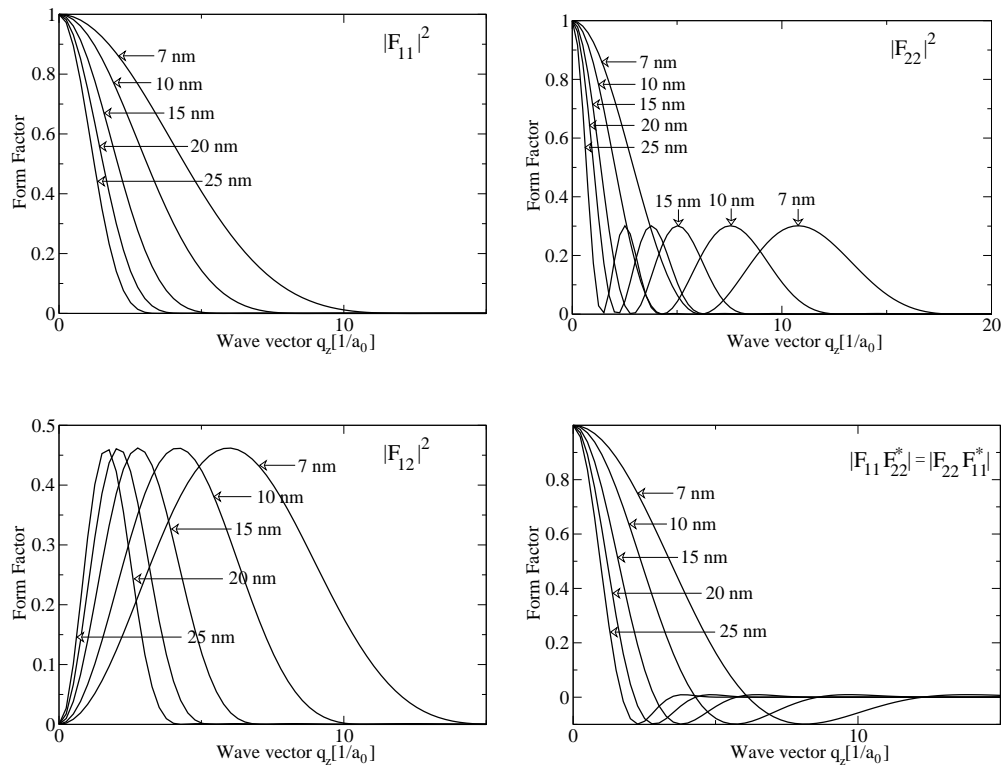 |F₁₁|²
1
0.8
0.6
0.4
0.2
0
Form Factor
7 nm
10 nm
15 nm
20 nm
25 nm
0 10
Wave vector q_z[1/a₀]
|F₂₂|²
1
0.8
0.6
0.4
0.2
0
Form Factor
7 nm
10 nm
15 nm
20 nm
25 nm
15 nm 10 nm 7 nm
0 10 20
Wave vector q_z[1/a₀]
|F₁₂|²
0.5
0.4
0.3
0.2
0.1
0
Form Factor
7 nm
10 nm
15 nm
20 nm
25 nm
0 10
Wave vector q_z[1/a₀]
|F₁₁ F₂₂*| = |F₂₂ F₁₁*|
0.8
0.6
0.4
0.2
0
Form Factor
7 nm
10 nm
15 nm
20 nm
25 nm
0 10
Wave vector q_z[1/a₀]